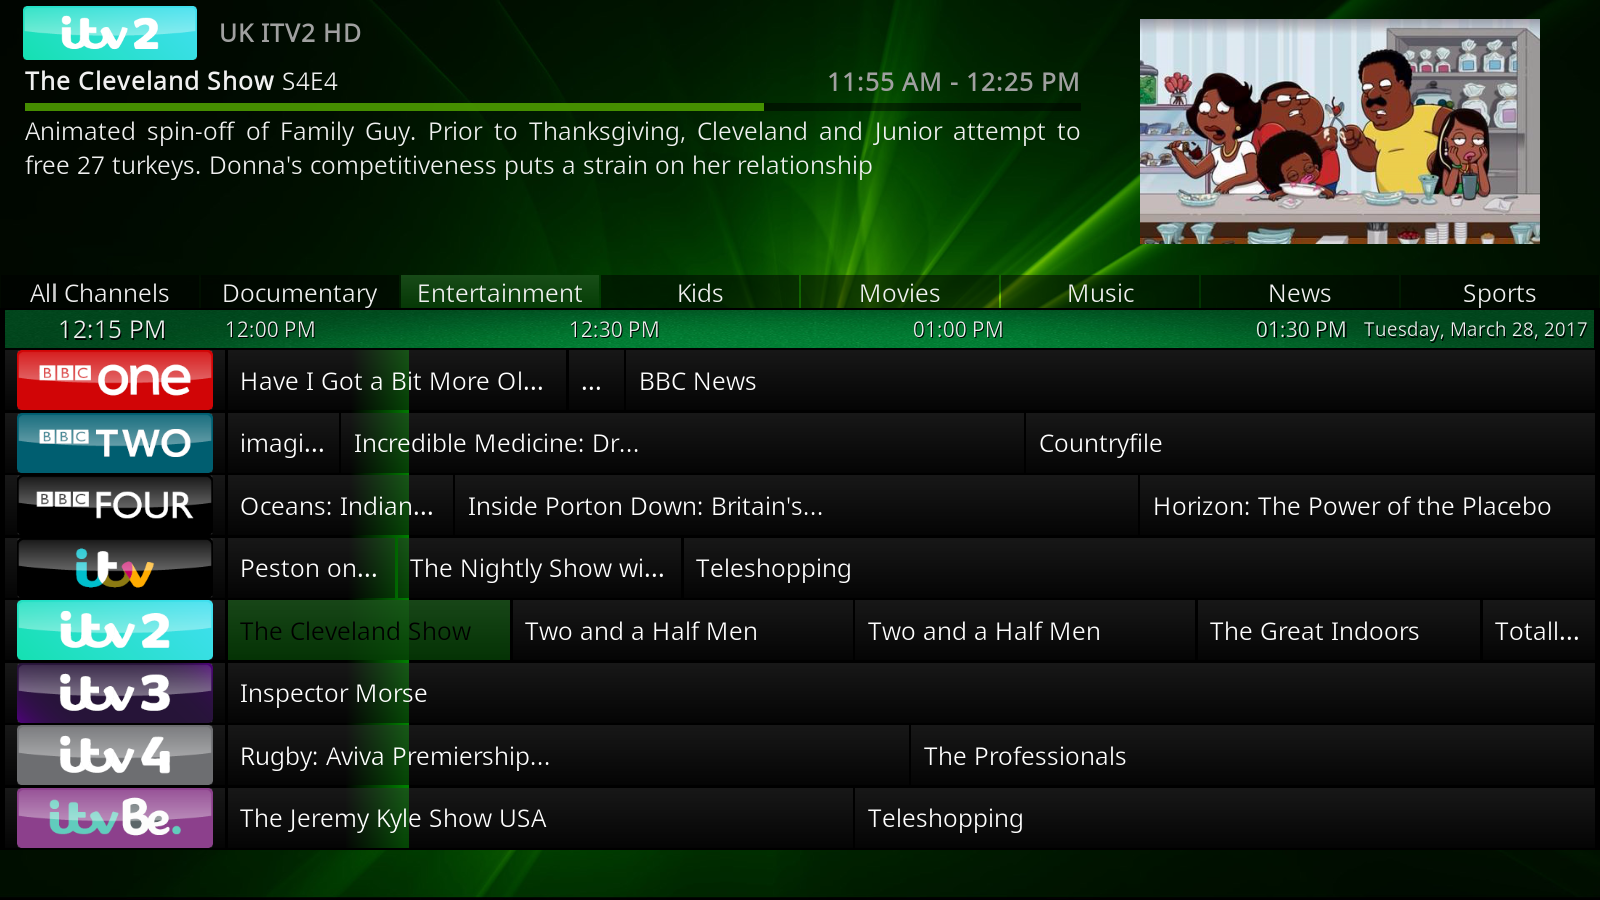 itv2 UK ITV2 HD
The Cleveland Show S4E4 11:55 AM - 12:25 PM
Animated spin-off of Family Guy. Prior to Thanksgiving, Cleveland and Junior attempt to
free 27 turkeys. Donna's competitiveness puts a strain on her relationship
All Channels Documentary Entertainment Kids Movies Music News Sports
12:15 PM 12:00 PM 12:30 PM 01:00 PM 01:30 PM Tuesday, March 28, 2017
BBC one Have I Got a Bit More Ol... ... BBC News
BBC TWO imagi... Incredible Medicine: Dr... Countryfile
BBC FOUR Oceans: Indian... Inside Porton Down: Britain's... Horizon: The Power of the Placebo
itv Peston on... The Nightly Show wi... Teleshopping
itv2 The Cleveland Show Two and a Half Men Two and a Half Men The Great Indoors Totall...
itv3 Inspector Morse
itv4 Rugby: Aviva Premiership... The Professionals
itvBe. The Jeremy Kyle Show USA Teleshopping